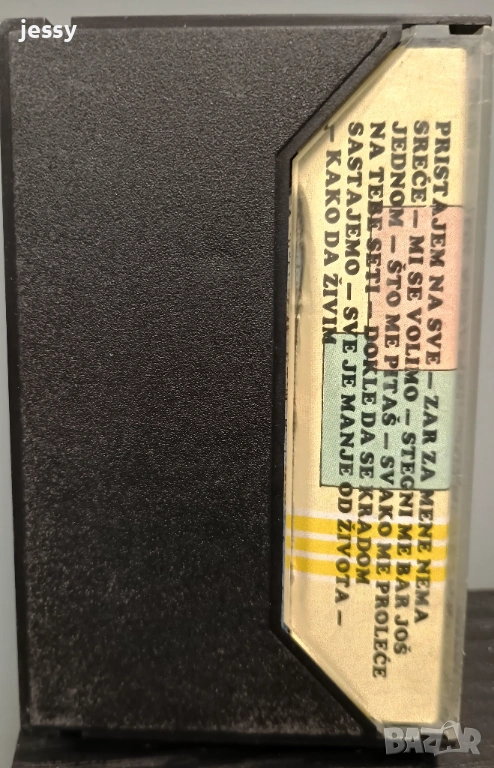 jessy
PRISTAJEM NA SVE – ZAR ZA MENE NEMA
SREĆE – MI SE VOLIMO – STEGNI ME BAR JOŠ
JEDNOM – ŠTO ME PITAŠ – SVAKO ME PROLEĆE
NA TEBE SETI – DOKLE DA SE KRADOM
SASTAJEMO – SVE JE MANJE OD ŽIVOTA –
– KAKO DA ŽIVIM
BAZAR